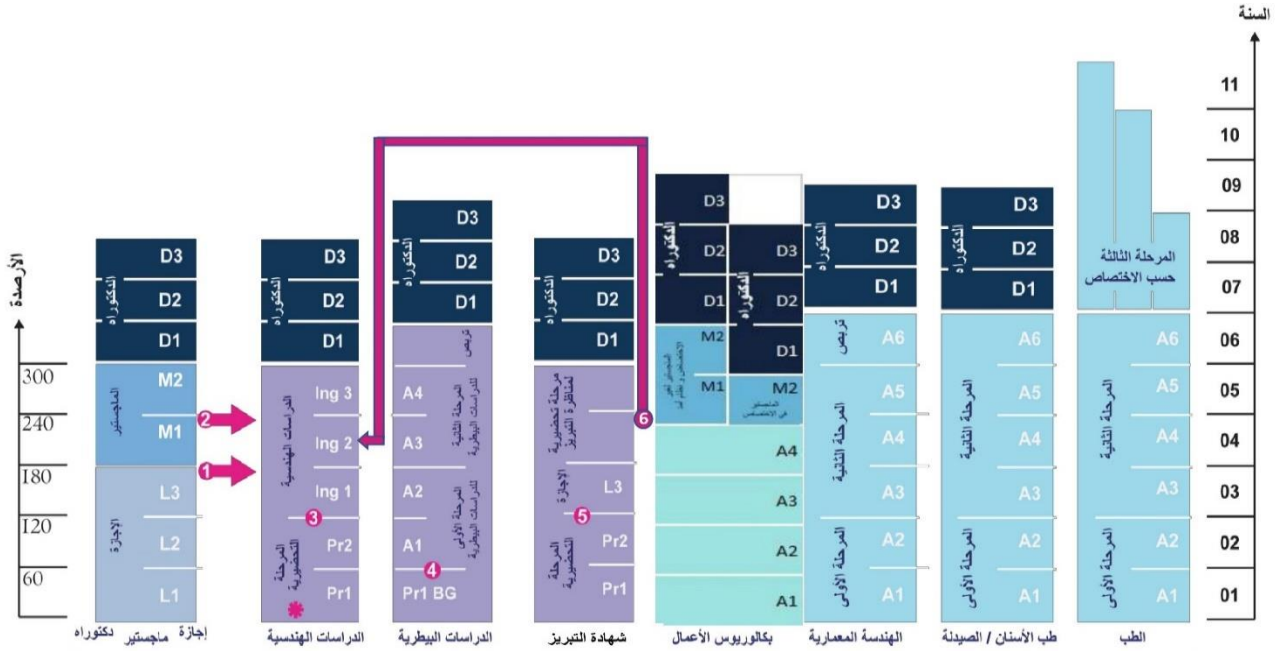 السنة
11
10
09
08
07
06
05
04
03
02
01
الأرصدة
300
240
180
120
60
D3
D2
D1
الدكتوراه
M2
M1
الماجستير
2
1
L3
L2
L1
الإجازة
إجازة ماجستير دكتوراه
D3
D2
D1
الدكتوراه
Ing 3
Ing 2
Ing 1
الدراسات الهندسية
3
Pr2
Pr1
المرحلة التحضيرية
الدراسات الهندسية
D3
D2
D1
الدكتوراه
تربص
A4
A3
المرحلة الثانية للدراسات البيطرية
A2
A1
المرحلة الأولى للدراسات البيطرية
4
Pr1 BG
الدراسات البيطرية
D3
D2
D1
الدكتوراه
مرحلة تحضيرية لمناظرة التبريز
6
L3
الإجازة
5
Pr2
Pr1
المرحلة التحضيرية
شهادة التبريز
D3
D2
D1
الدكتوراه
M2
M1
D3
D2
D1
الدكتوراه
M2
الماجستير في الاختصاص
A4
A3
A2
A1
بكالوريوس الأعمال
D3
D2
D1
الدكتوراه
تربص
A6
A5
A4
A3
المرحلة الثانية
A2
A1
المرحلة الأولى
الهندسة المعمارية
D3
D2
D1
الدكتوراه
A6
A5
A4
A3
المرحلة الثانية
A2
A1
المرحلة الأولى
طب الأسنان / الصيدلة
المرحلة الثالثة
حسب الاختصاص
A6
A5
A4
A3
المرحلة الثانية
A2
A1
المرحلة الأولى
الطب